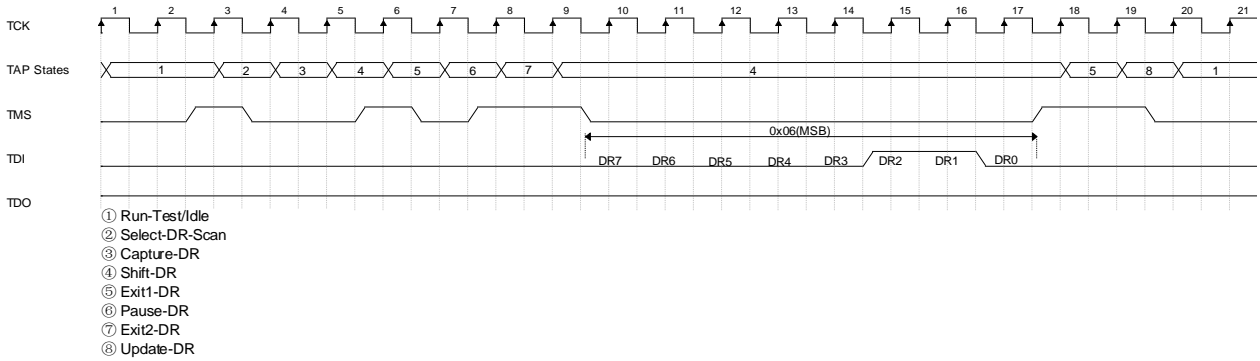 1 2 3 4 5 6 7 8 9 10 11 12 13 14 15 16 17 18 19 20 21
TCK
TAP States 1 2 3 4 5 6 7 4 5 8 1
TMS
0x06(MSB)
TDI DR7 DR6 DR5 DR4 DR3 DR2 DR1 DR0
TDO
① Run-Test/Idle
② Select-DR-Scan
③ Capture-DR
④ Shift-DR
⑤ Exit1-DR
⑥ Pause-DR
⑦ Exit2-DR
⑧ Update-DR